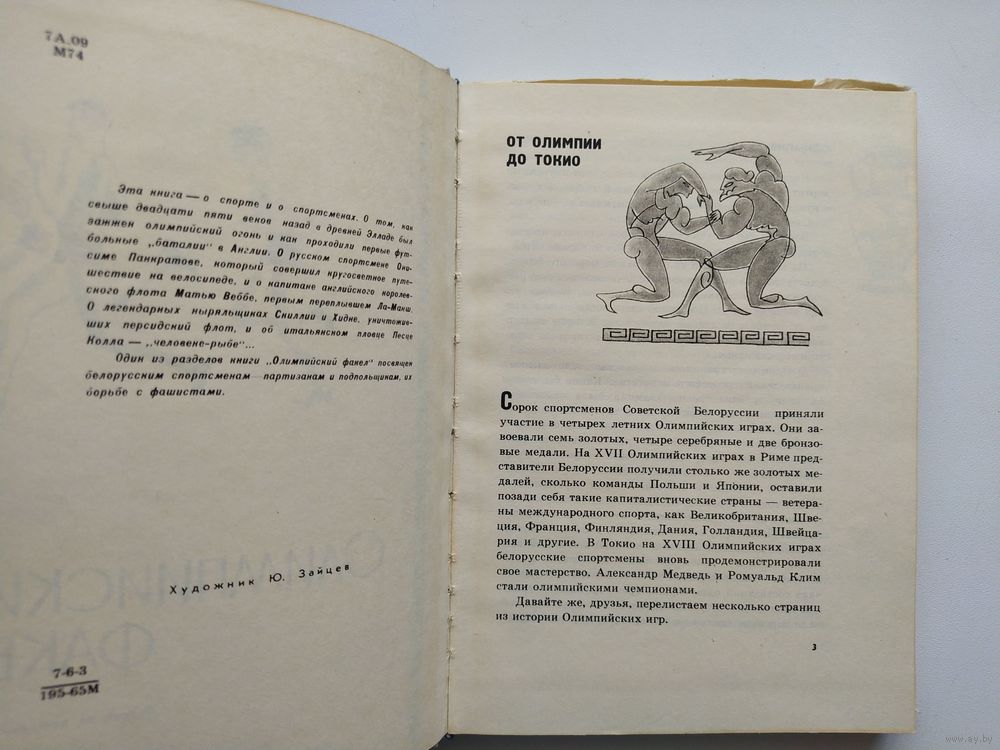 7А.09
М74
Эта книга — о спорте и о спортсменах. О том, как
свыше двадцати пяти веков назад в древней Элладе был
зажжен олимпийский огонь и как проходили первые фут-
больные „баталии" в Англии. О русском спортсмене Они-
симе Панкратове, который совершил кругосветное путе-
шествие на велосипеде, и о капитане английского королев-
ского флота Матью Веббе, первым переплывшем Ла-Манш.
О легендарных ныряльщиках Скиллии и Хидне, уничтожив-
ших персидский флот, и об итальянском пловце Песце
Колла — „человеке-рыбе"...
Один из разделов книги „Олимпийский факел" посвящен
белорусским спортсменам — партизанам и подпольщикам, их
борьбе с фашистами.
Художник Ю. Зайцев
7-6-3
195-65М
ОТ ОЛИМПИИ
ДО ТОКИО
Сорок спортсменов Советской Белоруссии приняли
участие в четырех летних Олимпийских играх. Они за-
воевали семь золотых, четыре серебряные и две бронзо-
вые медали. На XVII Олимпийских играх в Риме пред-
ставители Белоруссии получили столько же золотых ме-
далей, сколько команды Польши и Японии, оставили
позади себя такие капиталистические страны — ветера-
ны международного спорта, как Великобритания, Шве-
ция, Франция, Финляндия, Дания, Голландия, Швейца-
рия и другие. В Токио на XVIII Олимпийских играх
белорусские спортсмены вновь продемонстрировали
свое мастерство. Александр Медведь и Ромуальд Клим
стали олимпийскими чемпионами.
Давайте же, друзья, перелистаем несколько страниц
из истории Олимпийских игр.
3
www.ay.by